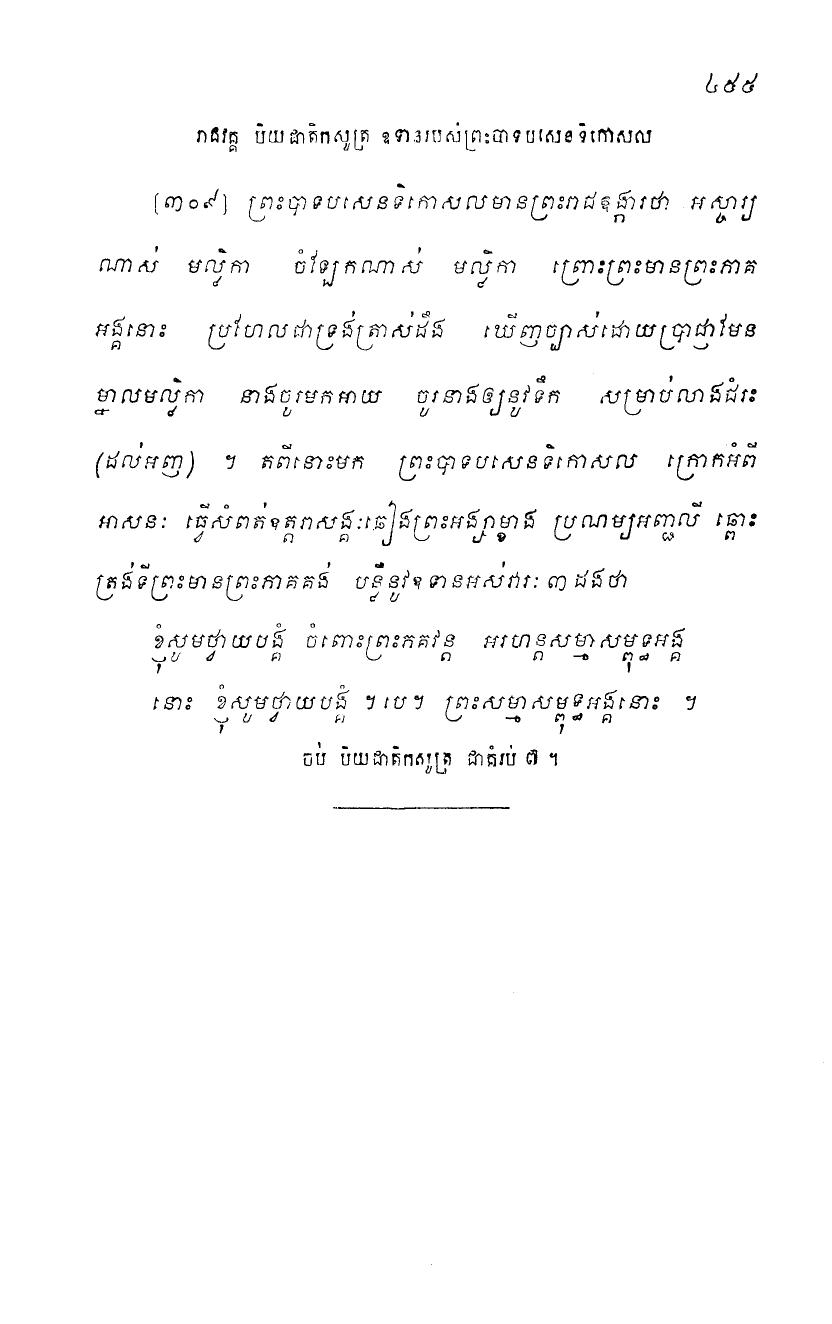 ៤៩៥
រាជវគ្គ បិយជាតិកសូត្រ ឧទានរបស់ព្រះបាទបសេនទិកោសល
[៣០៩] ព្រះបាទបសេនទិកោសលមានព្រះរាជឱង្ការថា អស្ចារ្យ
ណាស់ មល្លិកា ចំឡែកណាស់ មល្លិកា ព្រោះព្រះមានព្រះភាគ
អង្គនោះ ប្រហែលជាទ្រង់ត្រាស់ដឹង ឃើញច្បាស់ដោយប្រាជ្ញាមែន
ម្នាលមល្លិកា នាងចូរមកអាយ ចូរនាងឲ្យនូវទឹក សម្រាប់លាងជំរះ
(ដល់អញ) ។ តពីនោះមក ព្រះបាទបសេនទិកោសល ក្រោកអំពី
អាសនៈ ធ្វើសំពត់ឧត្តរាសង្គៈឆៀងព្រះអង្សាម្ខាង ប្រណម្យអញ្ជលី ឆ្ពោះ
ត្រង់ទីព្រះមានព្រះភាគគង់ បន្លឺនូវឧទានអស់វារៈ ៣ ដងថា
ខ្ញុំសូមថ្វាយបង្គំ ចំពោះព្រះភគវន្ត អរហន្តសម្មាសម្ពុទ្ធអង្គ
នោះ ខ្ញុំសូមថ្វាយបង្គំ ។បេ។ ព្រះសម្មាសម្ពុទ្ធអង្គនោះ ។
ចប់ បិយជាតិកសូត្រ ជាគំរប់ ៧ ។